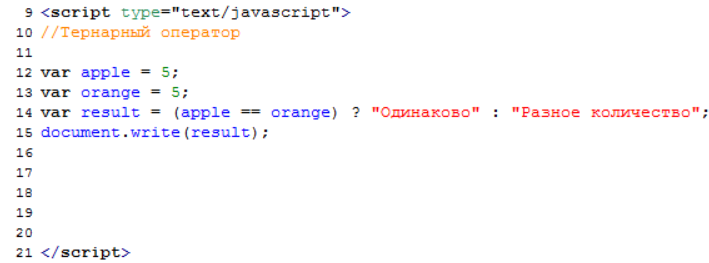 9 <script type="text/javascript">
10 //Тернарный оператор
11
12 var apple = 5;
13 var orange = 5;
14 var result = (apple == orange) ? "Одинаково" : "Разное количество";
15 document.write(result);
16
17
18
19
20
21 </script>